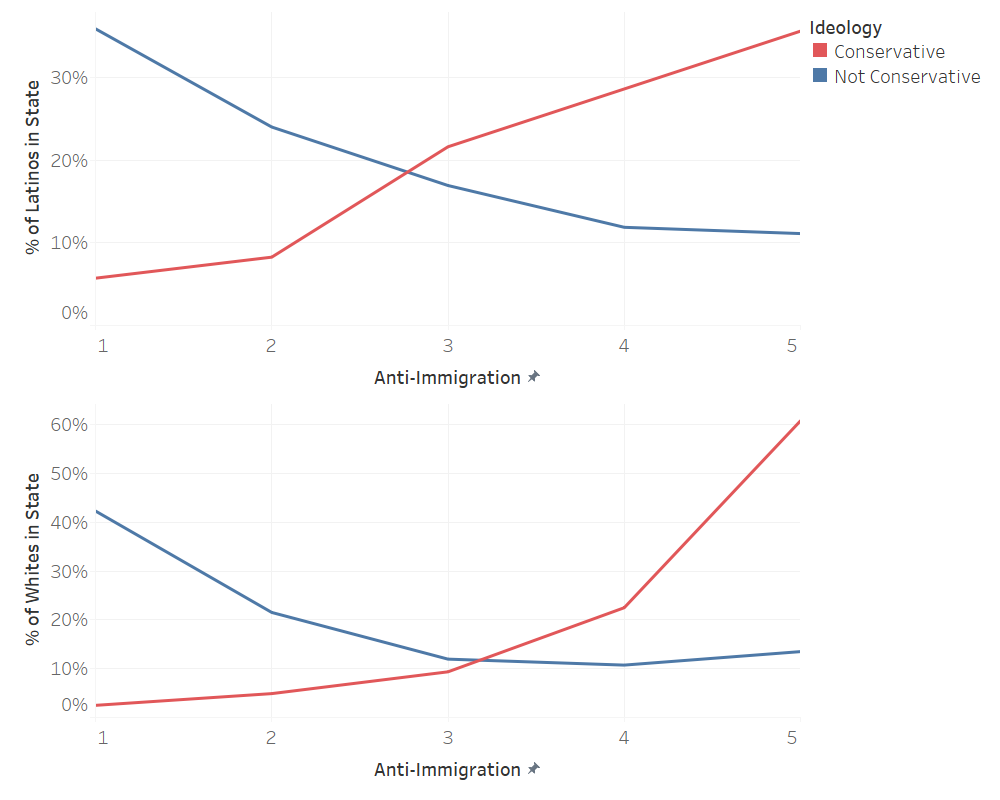 Ideology
Conservative
Not Conservative
% of Latinos in State
30%
20%
10%
0%
1 2 3 4 5
Anti-Immigration
% of Whites in State
60%
50%
40%
30%
20%
10%
0%
1 2 3 4 5
Anti-Immigration